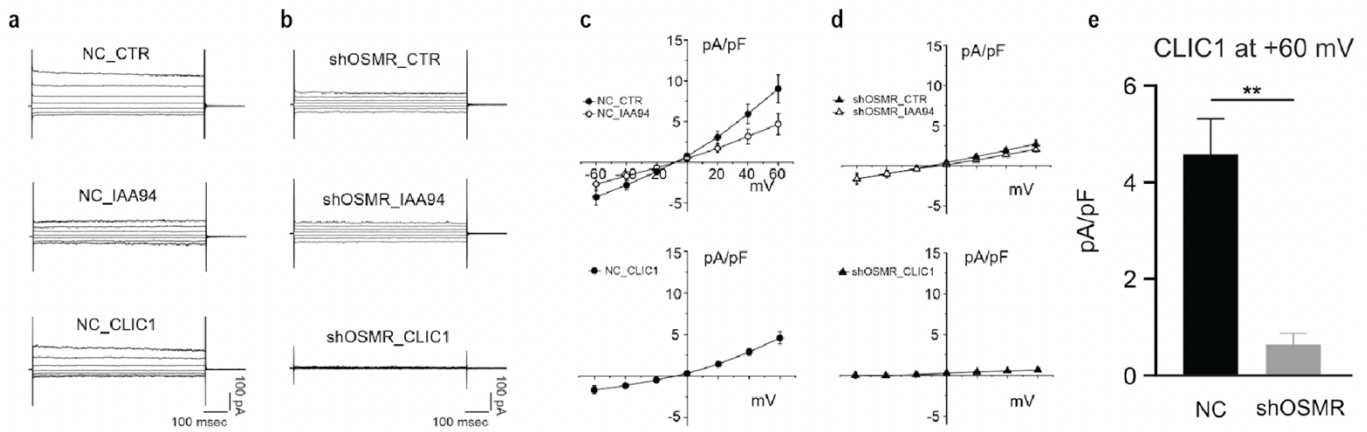 a
NC_CTR
NC_IAA94
NC_CLIC1
100 pA
100 msec
b
shOSMR_CTR
shOSMR_IAA94
shOSMR_CLIC1
100 pA
100 msec
c
pA/pF
15
10
5
-5
NC_CTR
NC_IAA94
-60 -40 -20 20 40 60
mV
pA/pF
15
10
5
-5
NC_CLIC1
mV
d
pA/pF
15
10
5
-5
shOSMR_CTR
shOSMR_IAA94
mV
pA/pF
15
10
5
-5
shOSMR_CLIC1
mV
e
CLIC1 at +60 mV
**
pA/pF
6
4
2
0
NC shOSMR